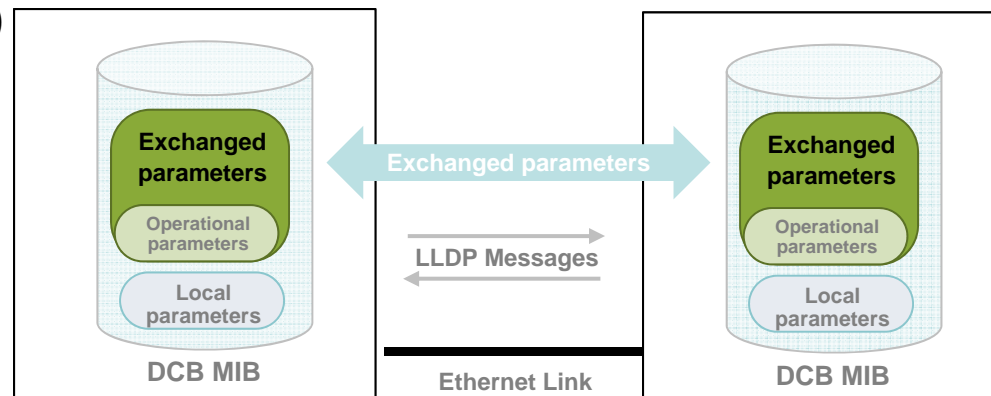 )
Exchanged
parameters
Operational
parameters
Local
parameters
DCB MIB
Exchanged parameters
LLDP Messages
Ethernet Link
Exchanged
parameters
Operational
parameters
Local
parameters
DCB MIB